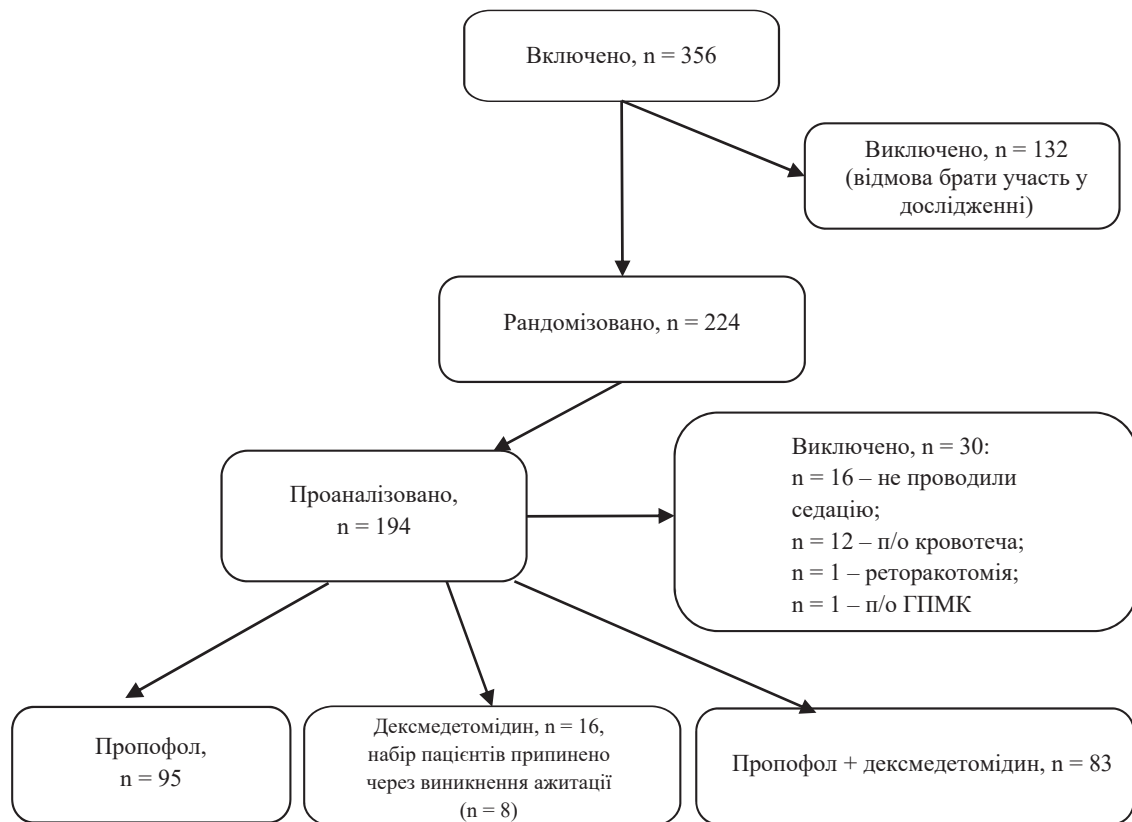 Включено, n = 356
Виключено, n = 132
(відмова брати участь у
дослідженні)
Рандомізовано, n = 224
Проаналізовано,
n = 194
Виключено, n = 30:
n = 16 – не проводили
седацію;
n = 12 – п/о кровотеча;
n = 1 – реторакотомія;
n = 1 – п/о ГПМК
Пропофол,
n = 95
Дексмедетомідин, n = 16,
набір пацієнтів припинено
через виникнення ажитації
(n = 8)
Пропофол + дексмедетомідин, n = 83